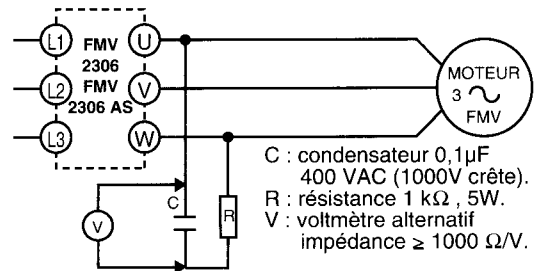 L1
FMV
2306
U
L2
FMV
2306 AS
V
L3
W
MOTEUR
3
FMV
C
V
R
C : condensateur 0,1µF
400 VAC (1000V crête).
R : résistance 1 kΩ , 5W.
V : voltmètre alternatif
impédance ≥ 1000 Ω/V.